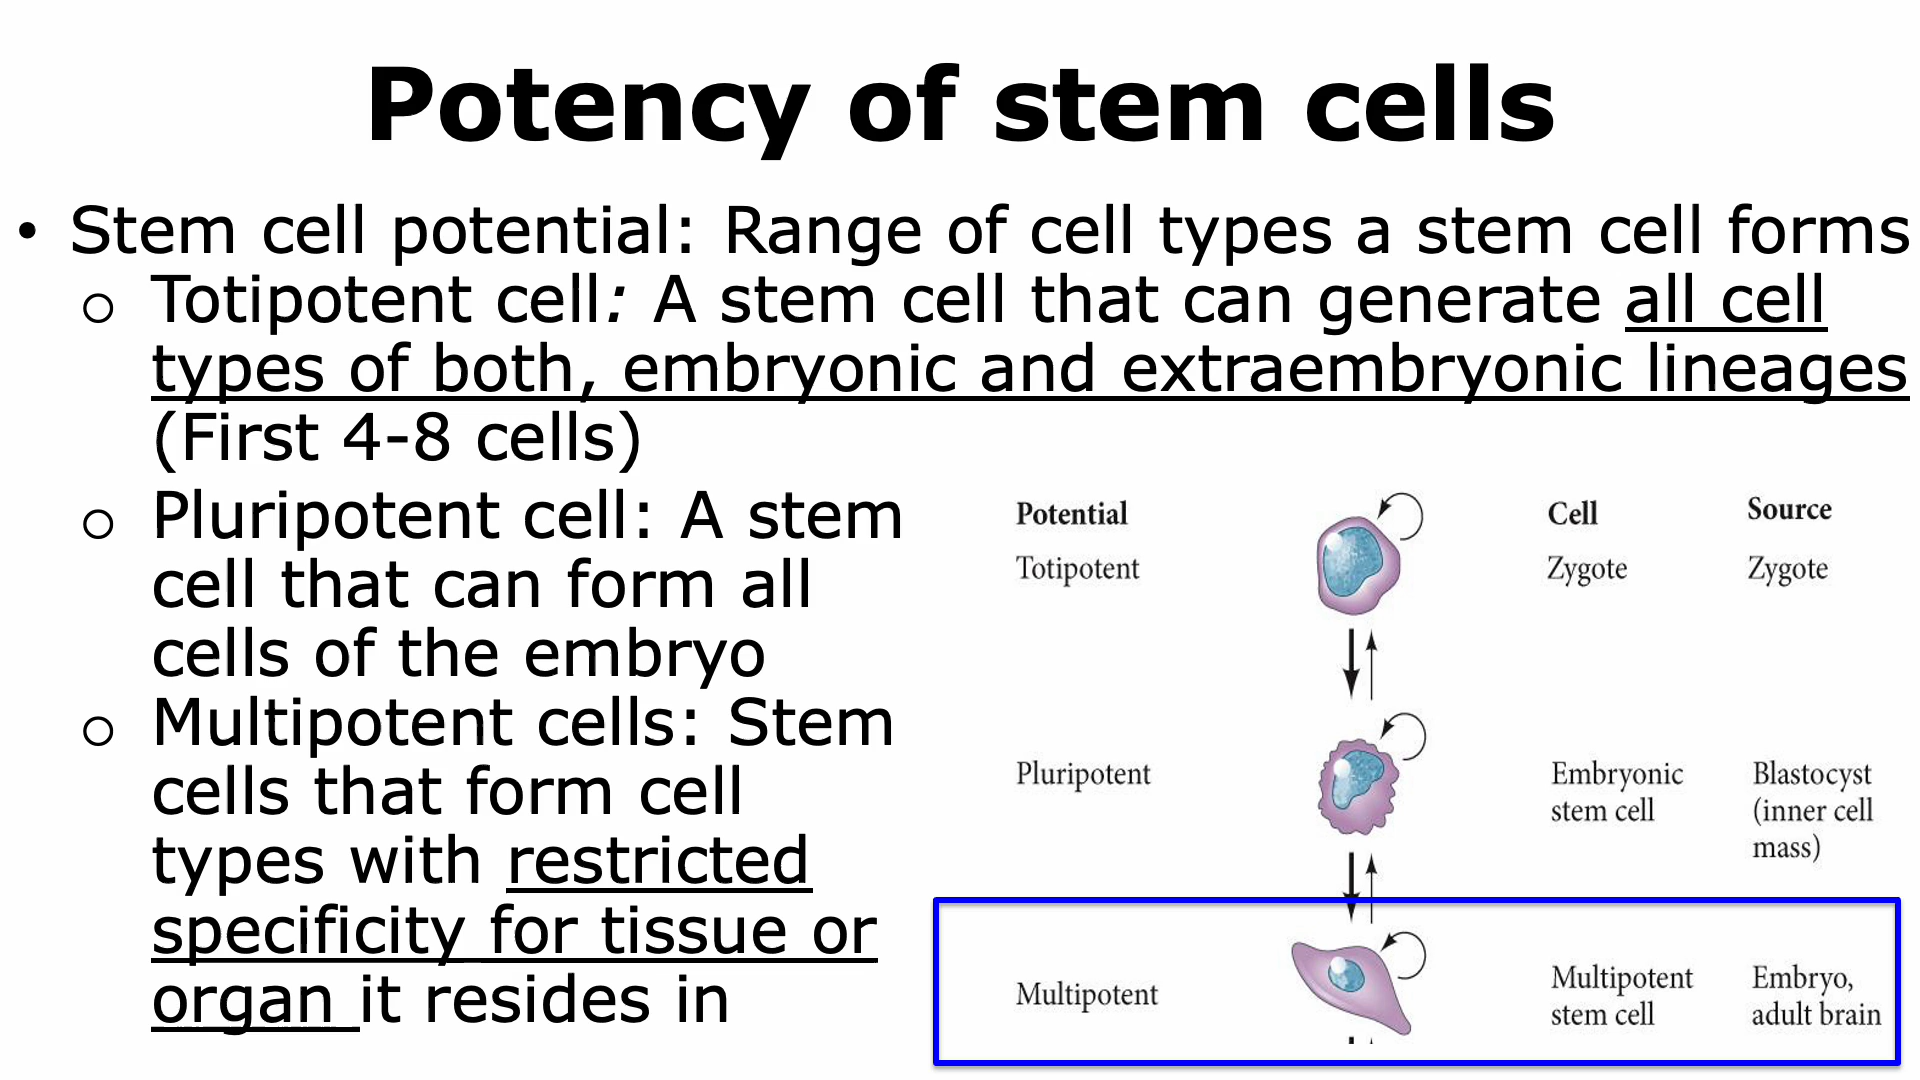 Potency of stem cells
• Stem cell potential: Range of cell types a stem cell forms
o Totipotent cell: A stem cell that can generate all cell
types of both, embryonic and extraembryonic lineages
(First 4-8 cells)
o Pluripotent cell: A stem
cell that can form all
cells of the embryo
o Multipotent cells: Stem
cells that form cell
types with restricted
specificity for tissue or
organ it resides in
Potential Cell Source
Totipotent Zygote Zygote
Pluripotent Embryonic Blastocyst
stem cell (inner cell
mass)
Multipotent Multipotent Embryo,
stem cell adult brain